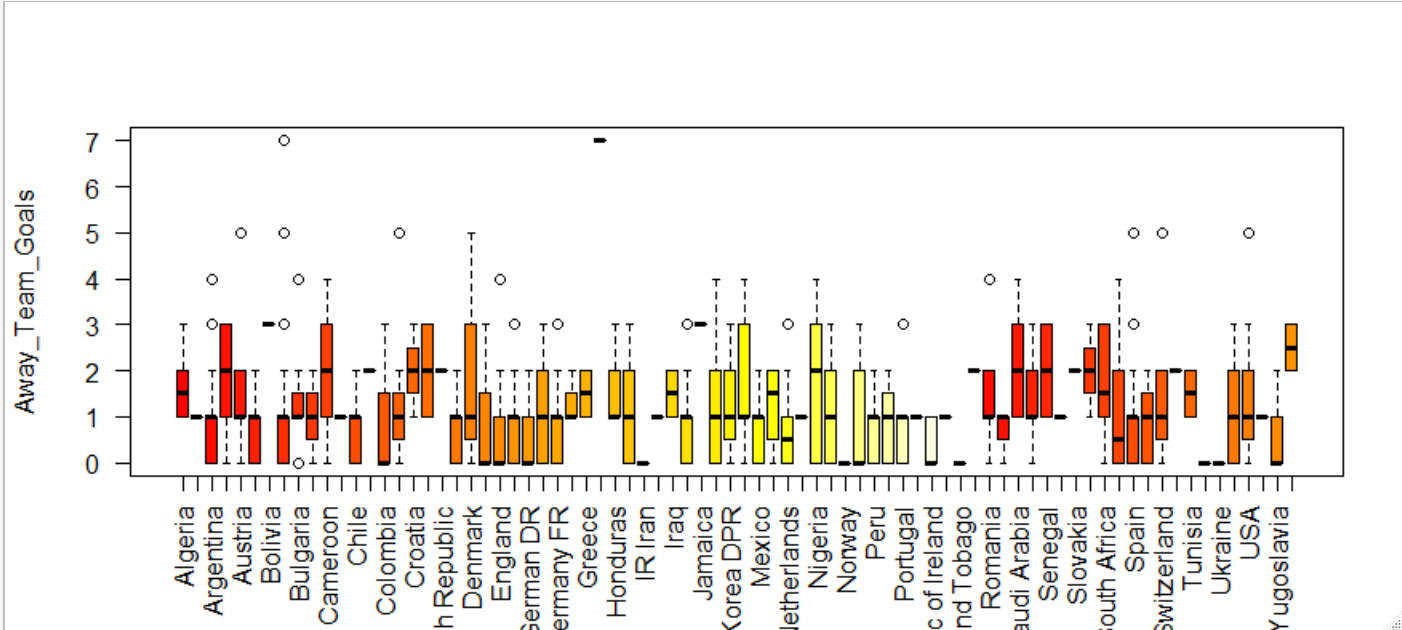 Away_Team_Goals
7
6
5
4
3
2
1
0
Algeria
Argentina
Austria
Bolivia
Bulgaria
Cameroon
Chile
Colombia
Croatia
h Republic
Denmark
England
German DR
ermany FR
Greece
Honduras
IR Iran
Iraq
Jamaica
Korea DPR
Mexico
Netherlands
Nigeria
Norway
Peru
Portugal
c of Ireland
nd Tobago
Romania
audi Arabia
Senegal
Slovakia
outh Africa
Spain
Switzerland
Tunisia
Ukraine
USA
Yugoslavia